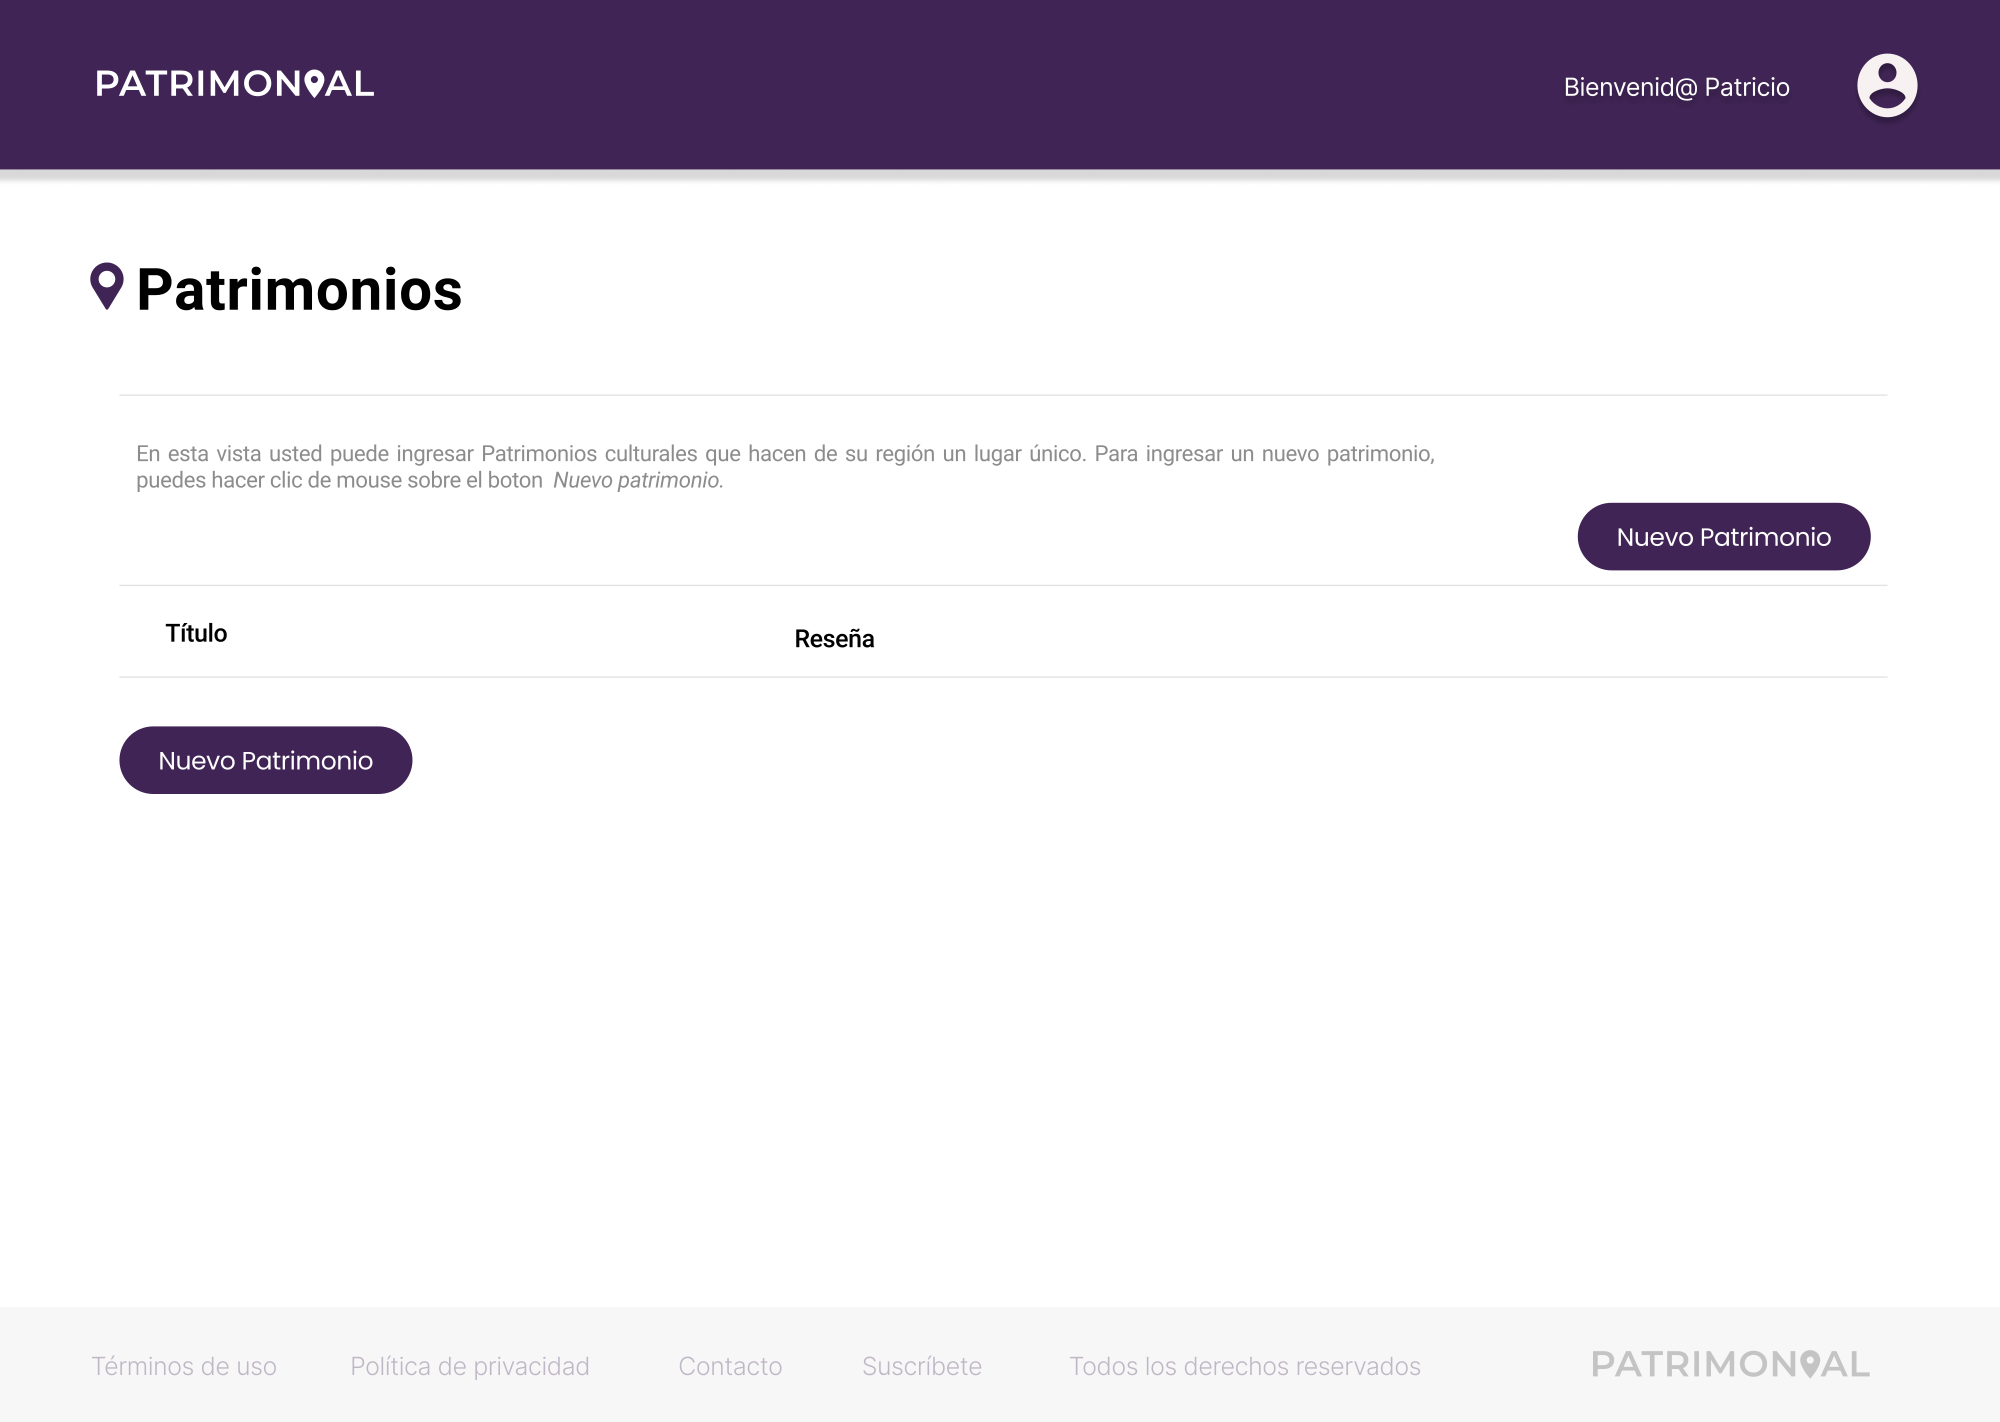 PATRIMONIAL
Bienvenid@ Patricio
Patrimonios
En esta vista usted puede ingresar Patrimonios culturales que hacen de su región un lugar único. Para ingresar un nuevo patrimonio,
puedes hacer clic de mouse sobre el boton Nuevo patrimonio.
Nuevo Patrimonio
Título
Reseña
Nuevo Patrimonio
Términos de uso
Política de privacidad
Contacto
Suscríbete
Todos los derechos reservados
PATRIMONIAL